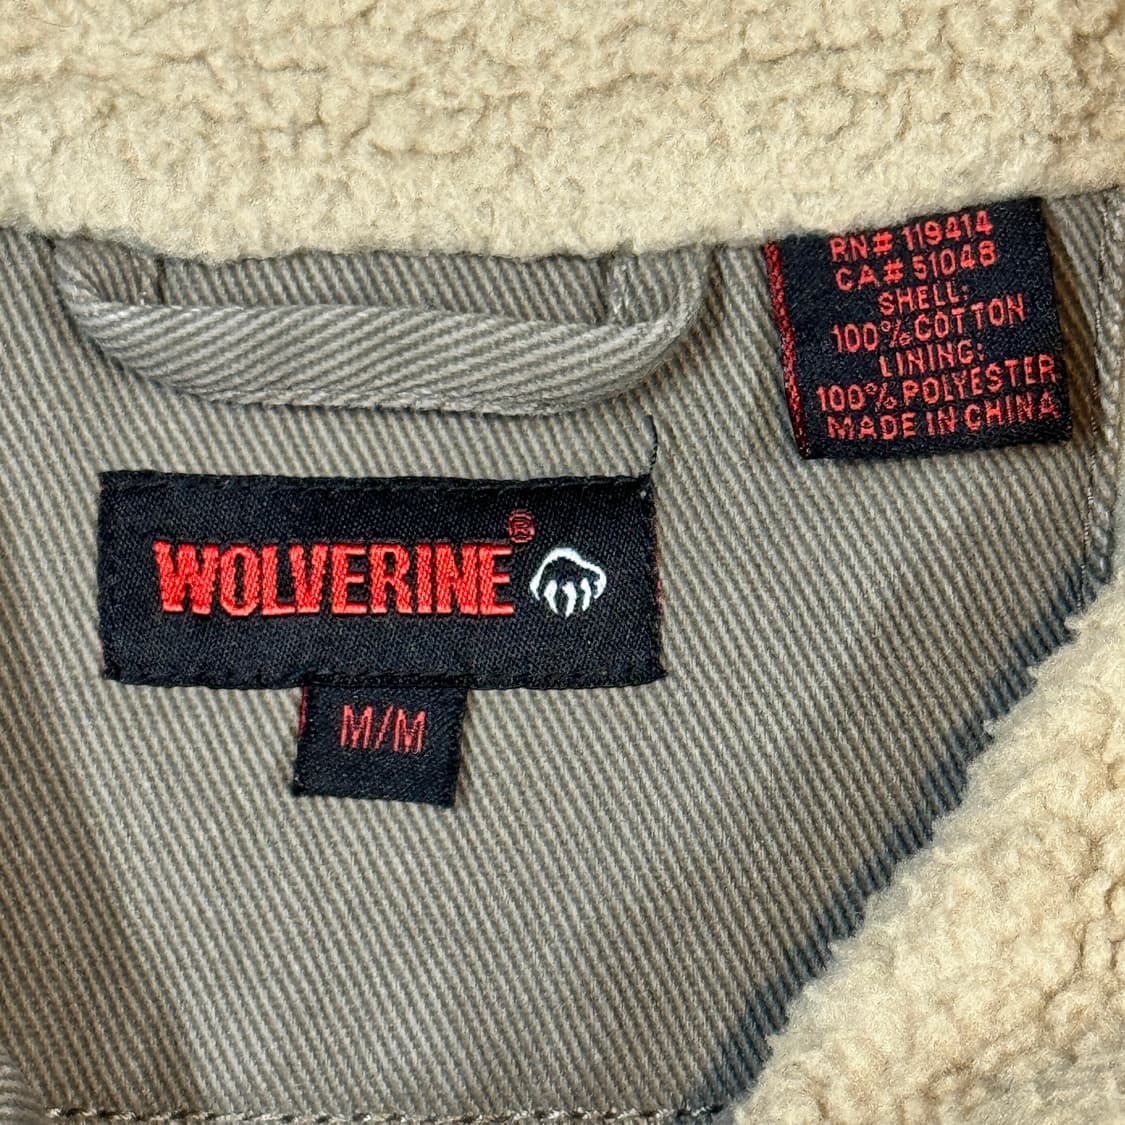 RN# 119414
CA# 51048
SHELL:
100% COTTON
LINING:
100% POLYESTER
MADE IN CHINA
WOLVERINE®
M/M